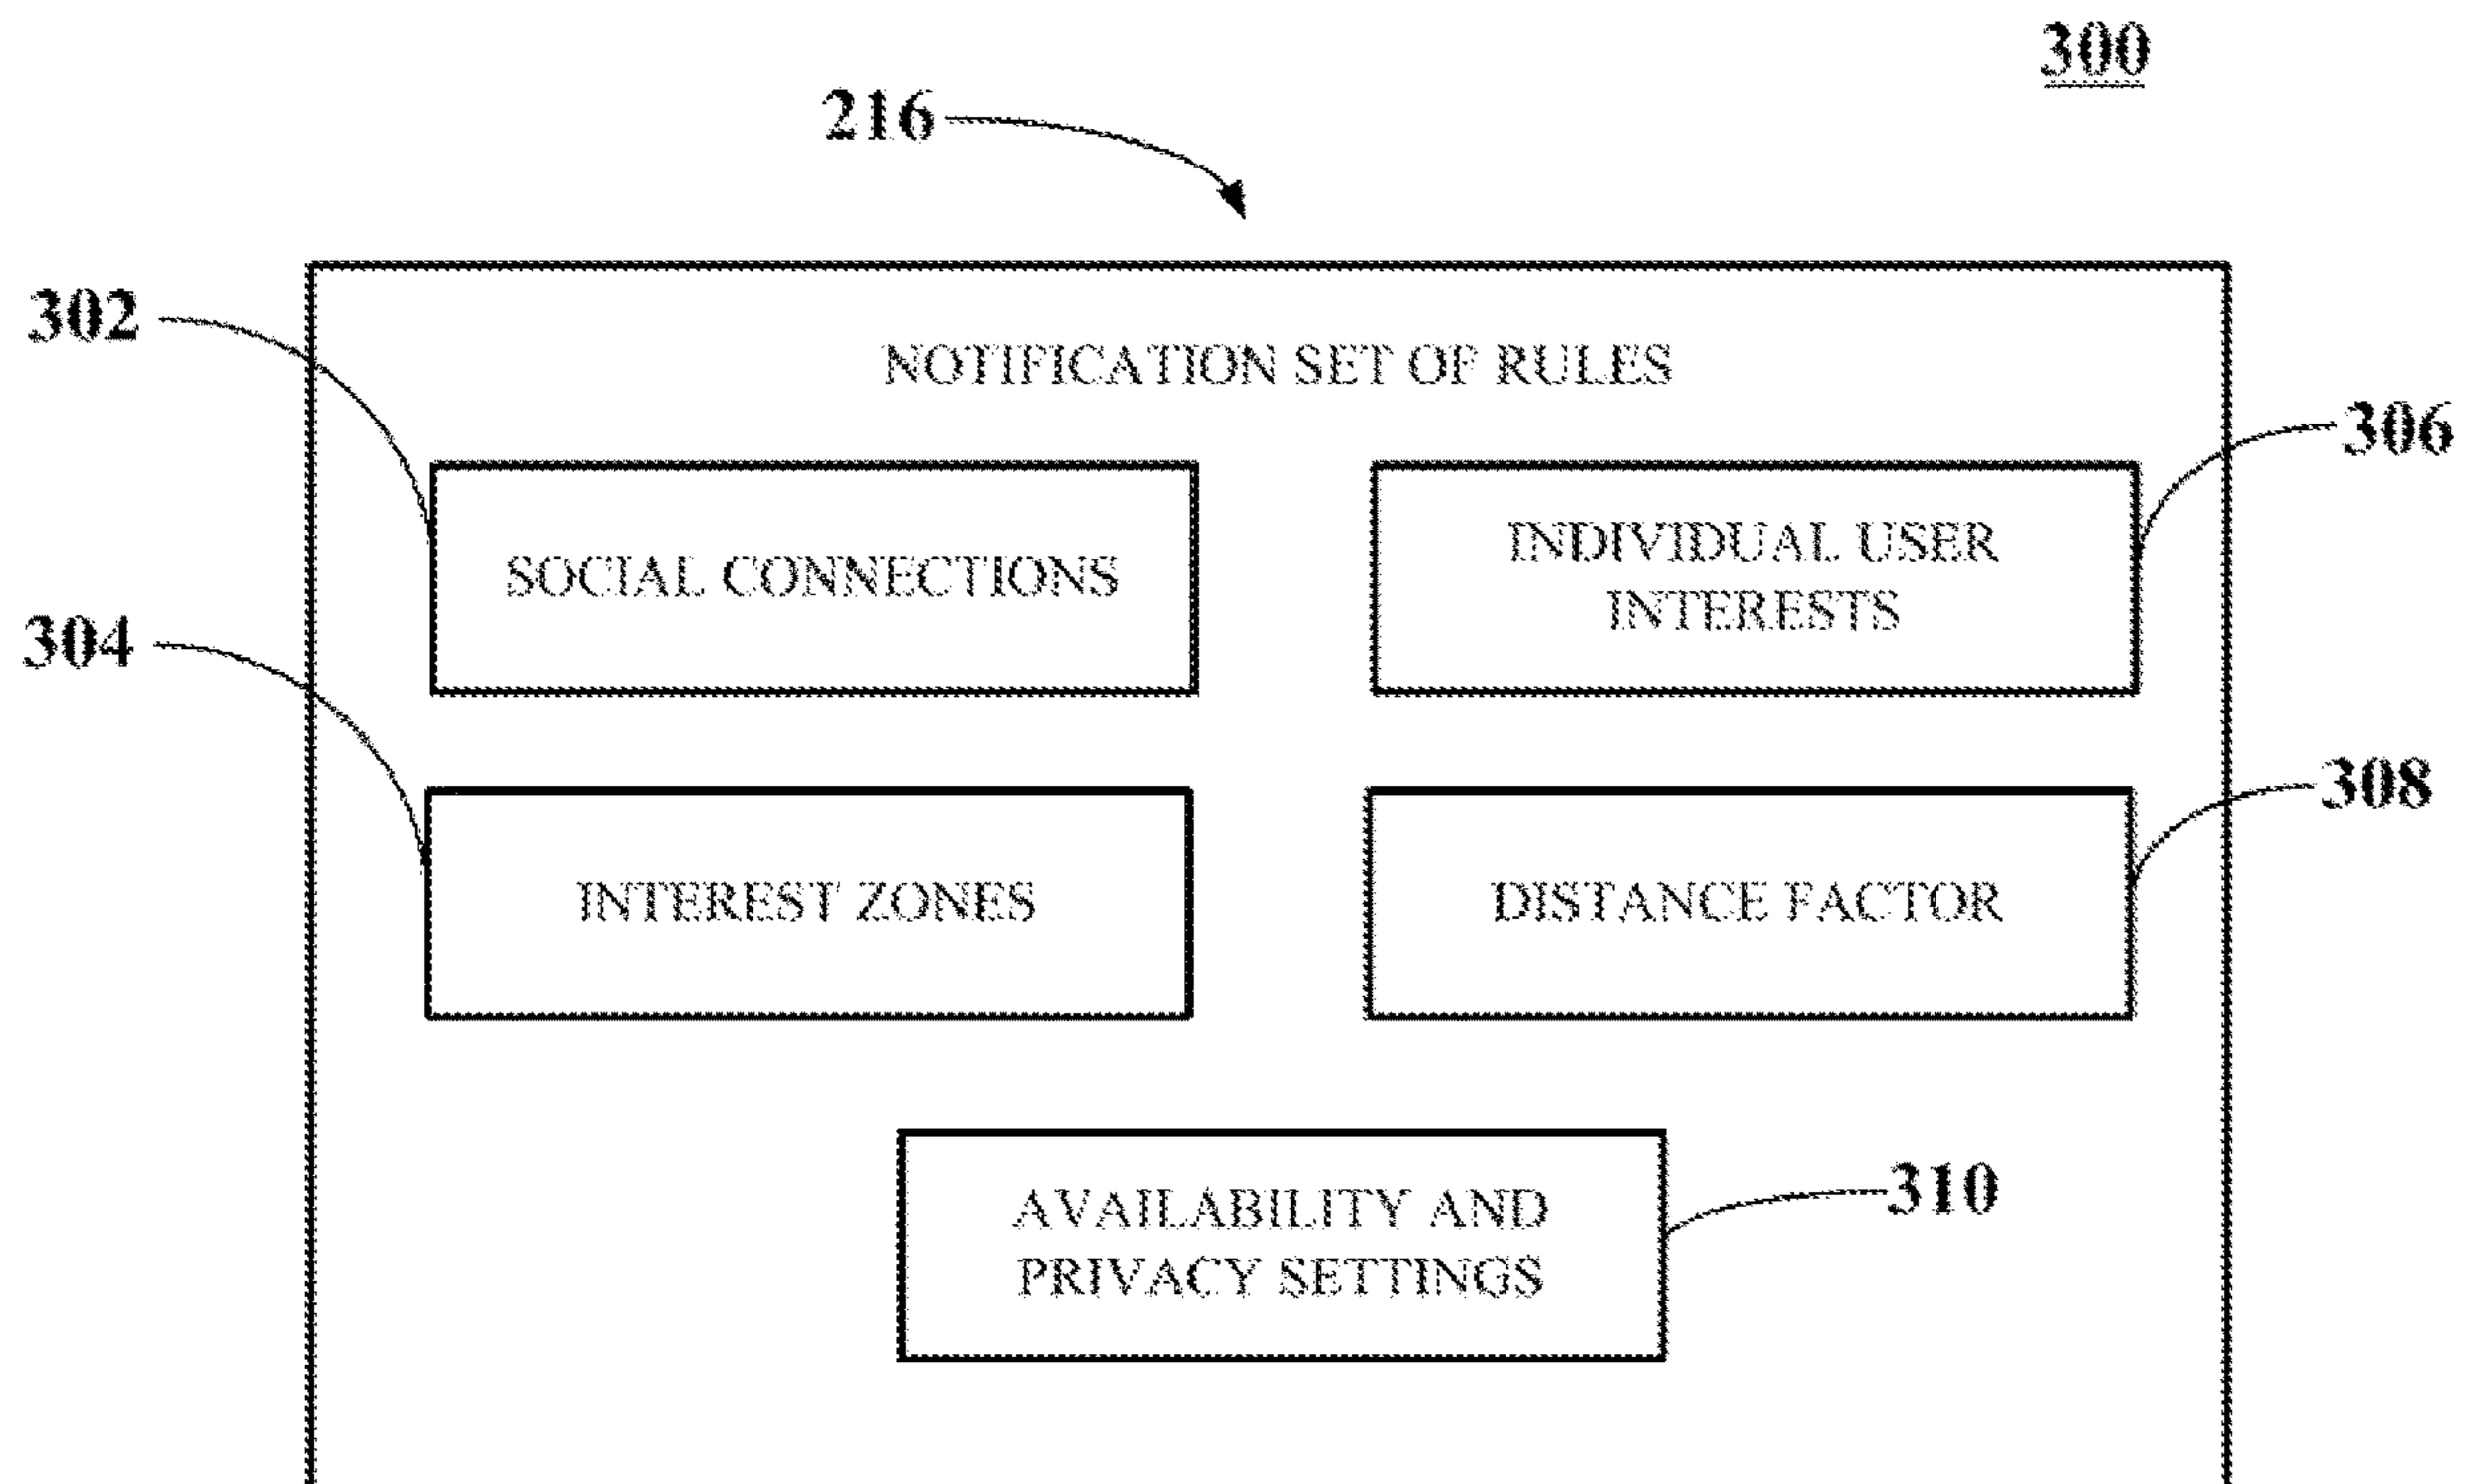 300
216
302
NOTIFICATION SET OF RULES
306
SOCIAL CONNECTIONS
INDIVIDUAL USER
INTERESTS
304
308
INTEREST ZONES
DISTANCE FACTOR
310
AVAILABILITY AND
PRIVACY SETTINGS